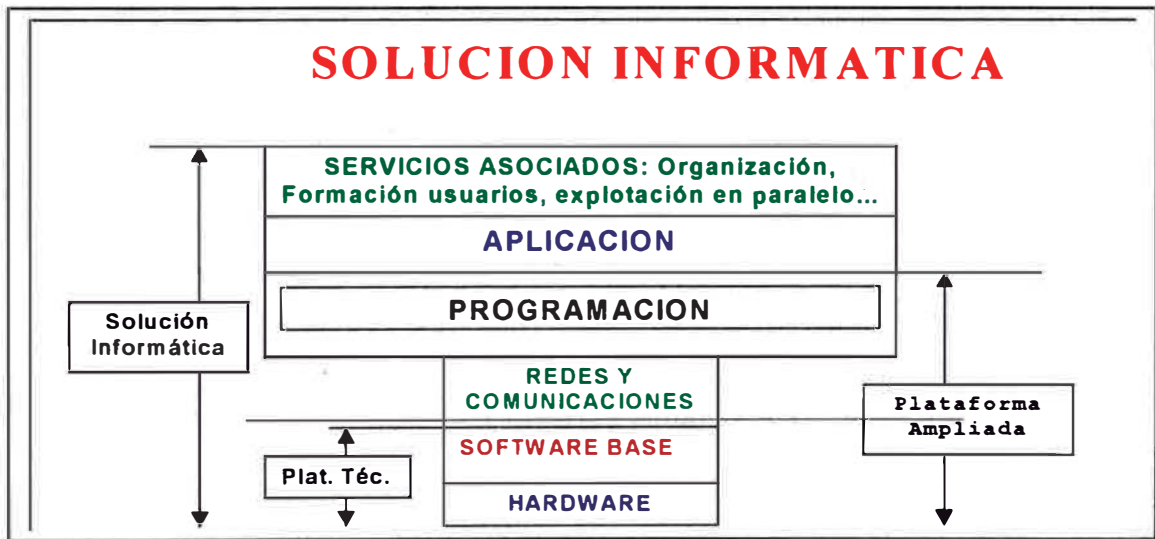 SOLUCION INFORMATICA
SERVICIOS ASOCIADOS: Organización,
Formación usuarios, explotación en paralelo...
APLICACION
PROGRAMACION
Solución
Informática
REDES Y
COMUNICACIONES
Plataforma
Ampliada
SOFTWARE BASE
Plat. Téc.
HARDWARE